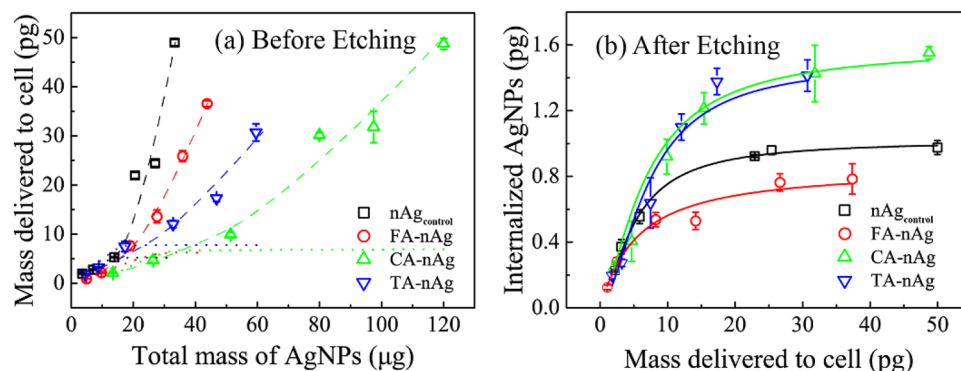 (a) Before Etching
Mass delivered to cell (pg)
50
40
30
20
10
0
nAgcontrol
FA-nAg
CA-nAg
TA-nAg
0 20 40 60 80 100 120
Total mass of AgNPs (μg)
(b) After Etching
Internalized AgNPs (pg)
1.6
1.2
0.8
0.4
0.0
nAgcontrol
FA-nAg
CA-nAg
TA-nAg
0 10 20 30 40 50
Mass delivered to cell (pg)